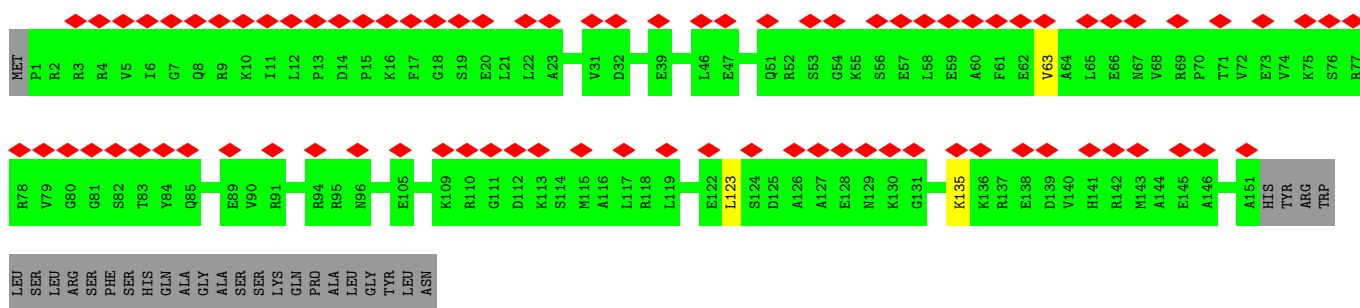 MET P1 R2 R3 R4 V5 I6 G7 Q8 R9 K10 I11 L12 P13 D14 P15 K16 F17 G18 S19 E20 L21 L22 A23 V31 D32 E39 L46 E47 Q51 R52 S53 G54 K55 S56 E57 L58 E59 A60 F61 E62 V63 A64 L65 E66 N67 V68 R69 P70 T71 V72 E73 V74 K75 S76 R77
R78 V79 G80 G81 S82 T83 Y84 Q85 E89 V90 R91 R94 R95 N96 E105 K109 R110 G111 D112 K113 S114 M115 A116 L117 R118 L119 E122 L123 S124 D125 A126 A127 E128 N129 K130 G131 K135 K136 R137 E138 D139 V140 H141 R142 M143 A144 E145 A146 A151 HIS TYR ARG TRP
LEU SER LEU ARG SER PHE SER HIS GLN ALA GLY ALA SER SER LYS GLN PRO ALA LEU GLY TYR LEU ASN